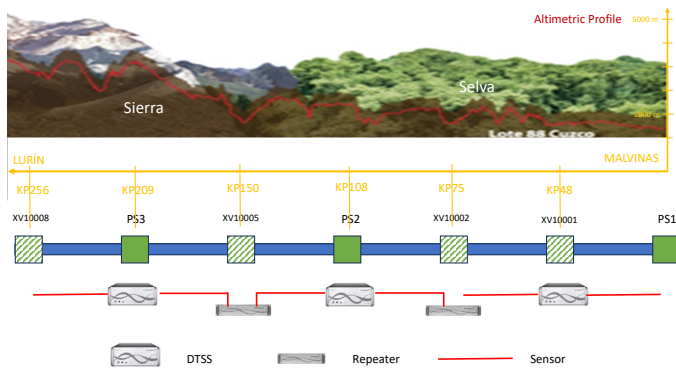 Altimetric Profile
5000 m
Selva
Sierra
Lote 88 Cuzco
LURÍN
MALVINAS
KP256
KP209
KP150
KP108
KP75
KP48
XV10008
PS3
XV10005
PS2
XV10002
XV10001
PS1
DTSS
Repeater
Sensor